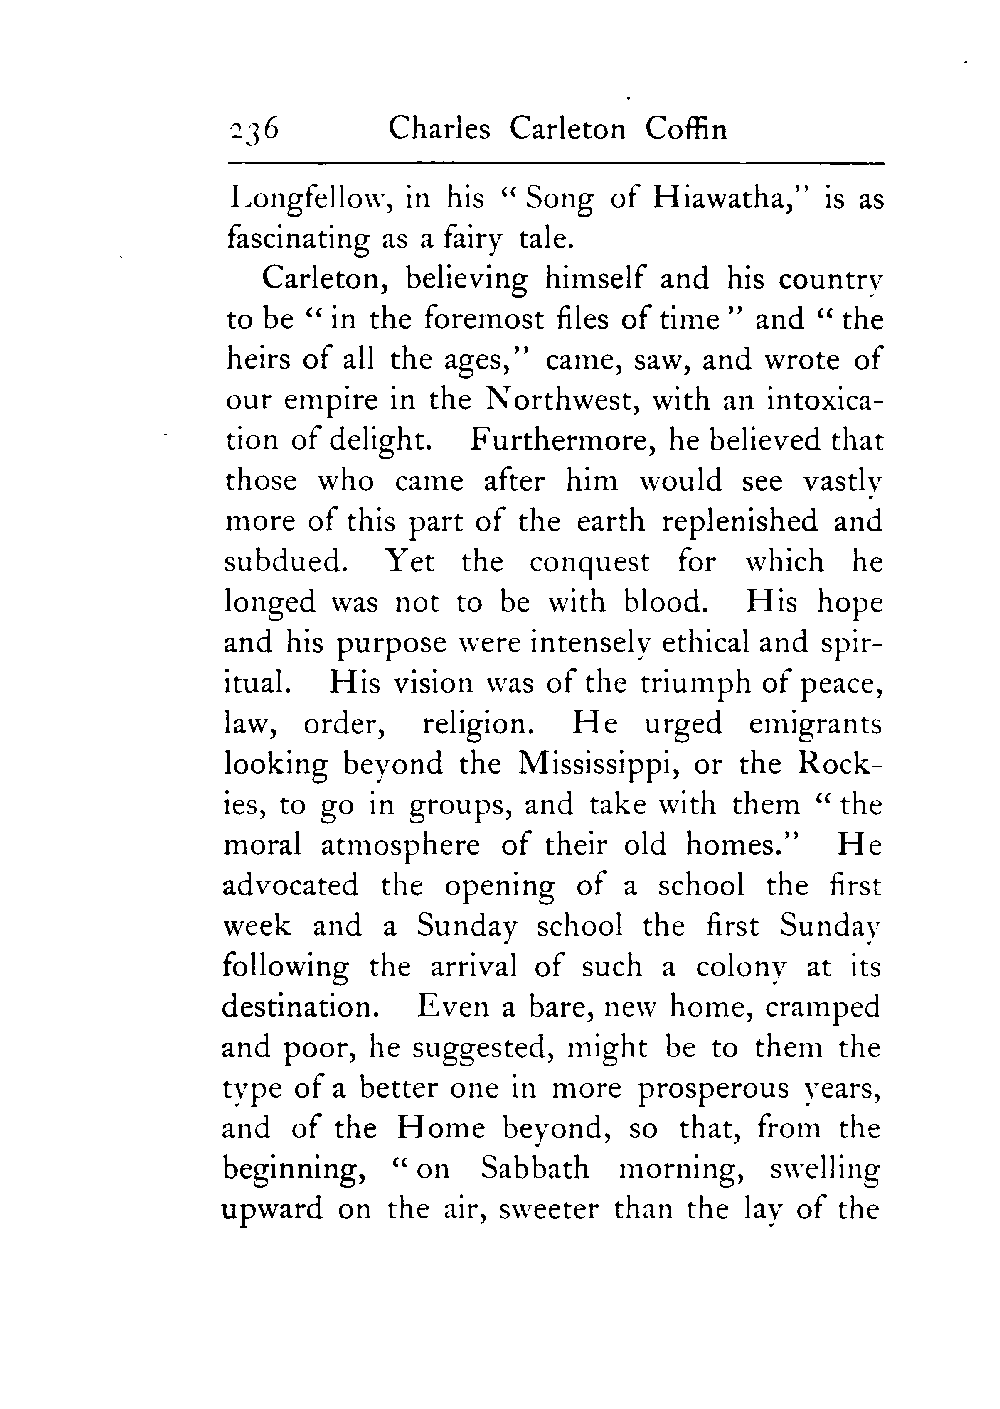 236 Charles Carleton Coffin
Longfellow, in his “ Song of Hiawatha,” is as
fascinating as a fairy tale.
Carleton, believing himself and his country
to be “ in the foremost files of time ” and “ the
heirs of all the ages,” came, saw, and wrote of
our empire in the Northwest, with an intoxica-
tion of delight. Furthermore, he believed that
those who came after him would see vastly
more of this part of the earth replenished and
subdued. Yet the conquest for which he
longed was not to be with blood. His hope
and his purpose were intensely ethical and spir-
itual. His vision was of the triumph of peace,
law, order, religion. He urged emigrants
looking beyond the Mississippi, or the Rock-
ies, to go in groups, and take with them “ the
moral atmosphere of their old homes.” He
advocated the opening of a school the first
week and a Sunday school the first Sunday
following the arrival of such a colony at its
destination. Even a bare, new home, cramped
and poor, he suggested, might be to them the
type of a better one in more prosperous years,
and of the Home beyond, so that, from the
beginning, “ on Sabbath morning, swelling
upward on the air, sweeter than the lay of the